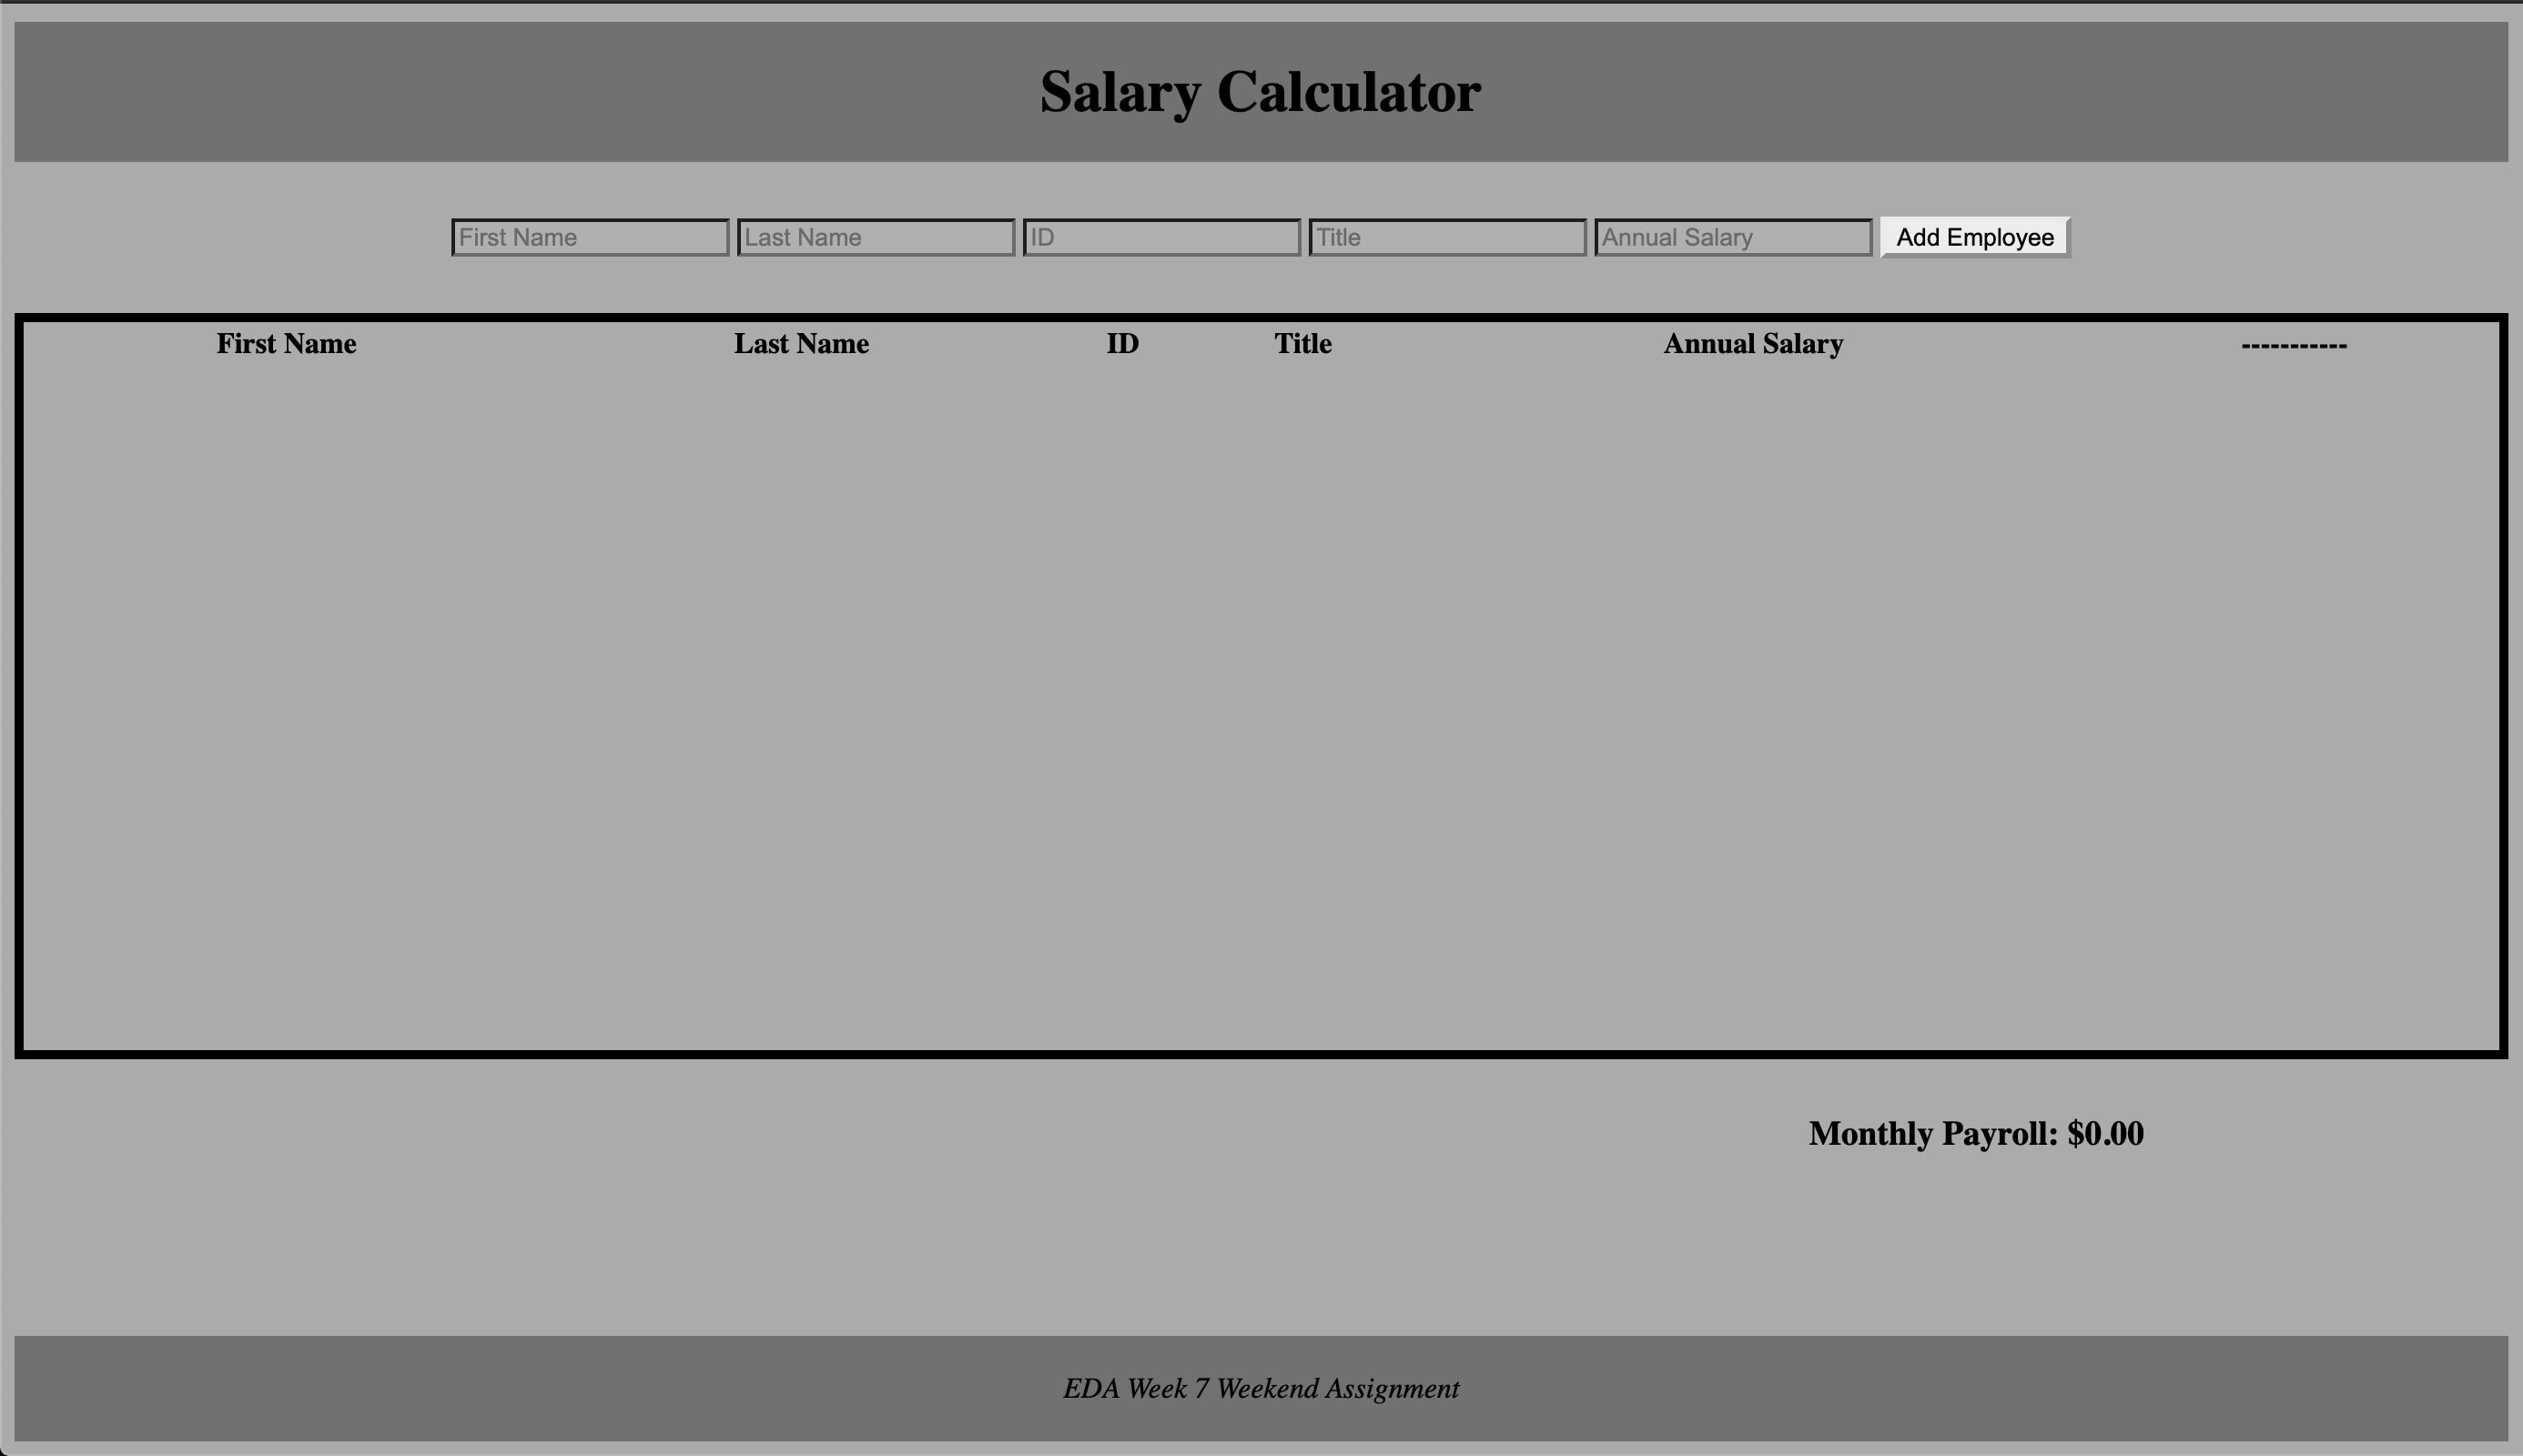 Salary Calculator
First Name Last Name ID Title Annual Salary Add Employee
First Name Last Name ID Title Annual Salary -----------
Monthly Payroll: $0.00
EDA Week 7 Weekend Assignment